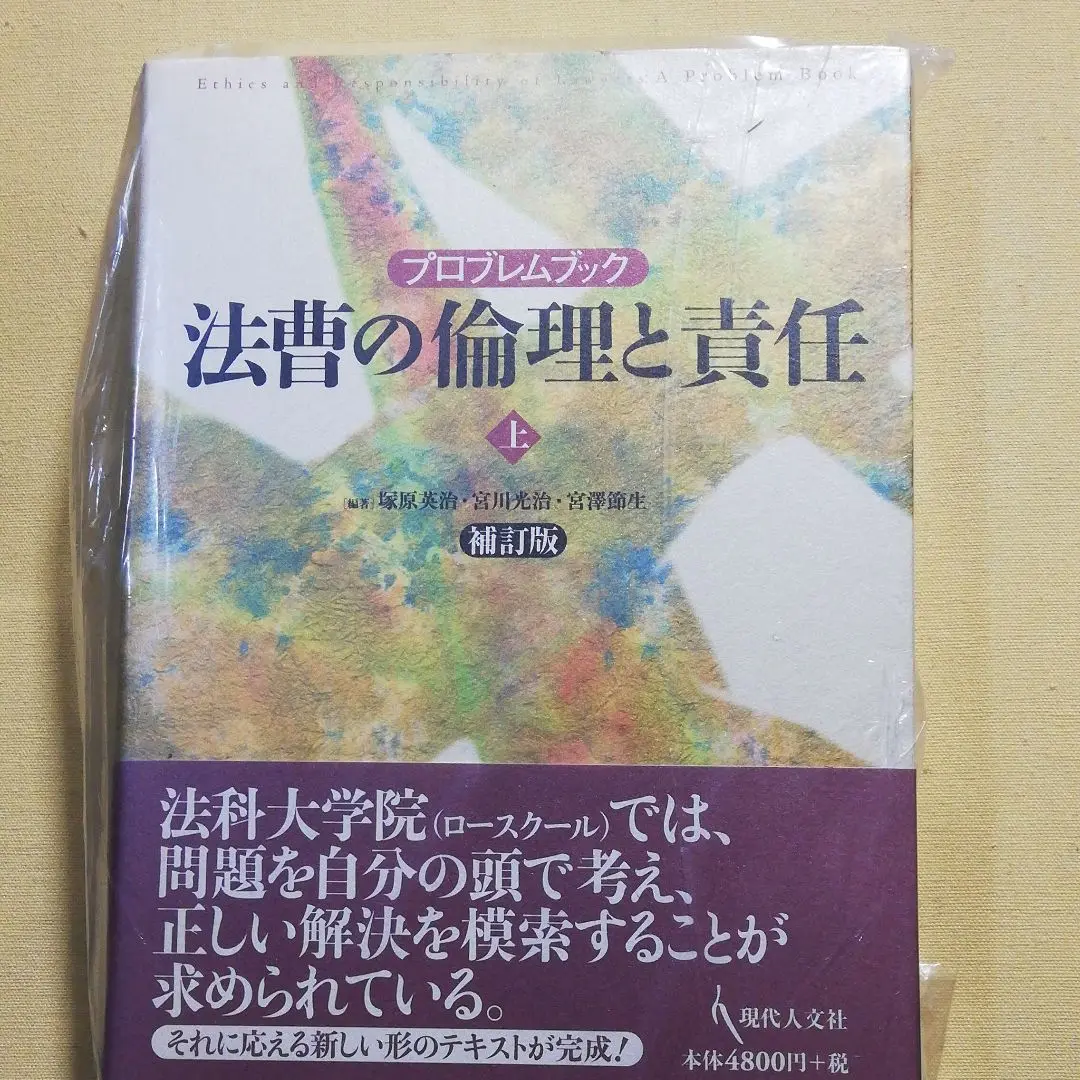 Ethics and Responsibility of Lawyers A Problem Book
プロブレムブック
法曹の倫理と責任
上
[編著]塚原英治・宮川光治・宮澤節生
補訂版
法科大学院(ロースクール)では、
問題を自分の頭で考え、
正しい解決を模索することが
求められている。
それに応える新しい形のテキストが完成!
現代人文社
本体4800円+税